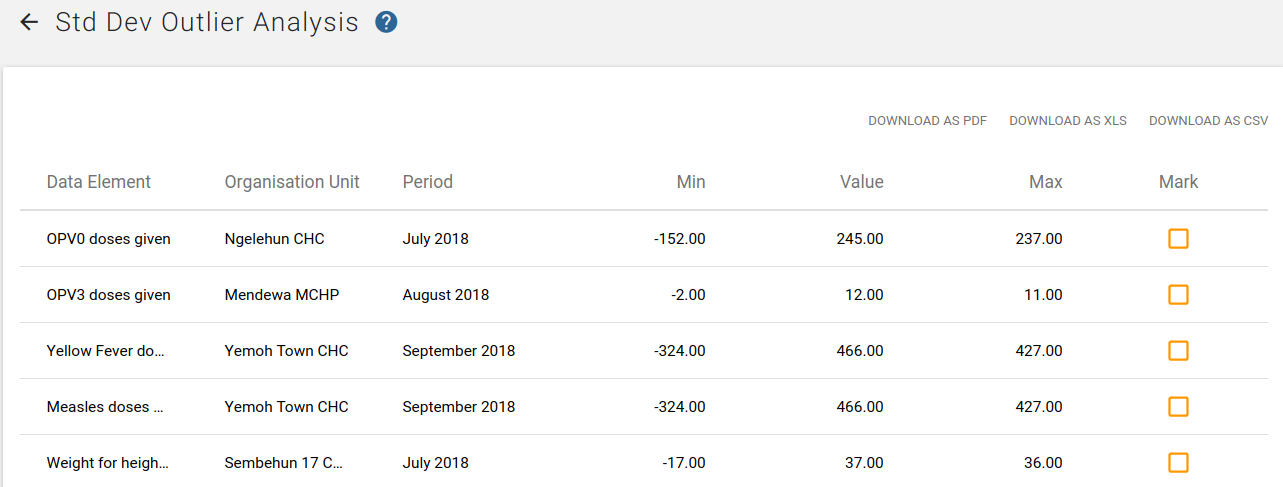 Std Dev Outlier Analysis ?
DOWNLOAD AS PDF DOWNLOAD AS XLS DOWNLOAD AS CSV
Data Element Organisation Unit Period Min Value Max Mark
OPV0 doses given Ngelehun CHC July 2018 -152.00 245.00 237.00
OPV3 doses given Mendewa MCHP August 2018 -2.00 12.00 11.00
Yellow Fever do... Yemoh Town CHC September 2018 -324.00 466.00 427.00
Measles doses ... Yemoh Town CHC September 2018 -324.00 466.00 427.00
Weight for heigh... Sembehun 17 C... July 2018 -17.00 37.00 36.00